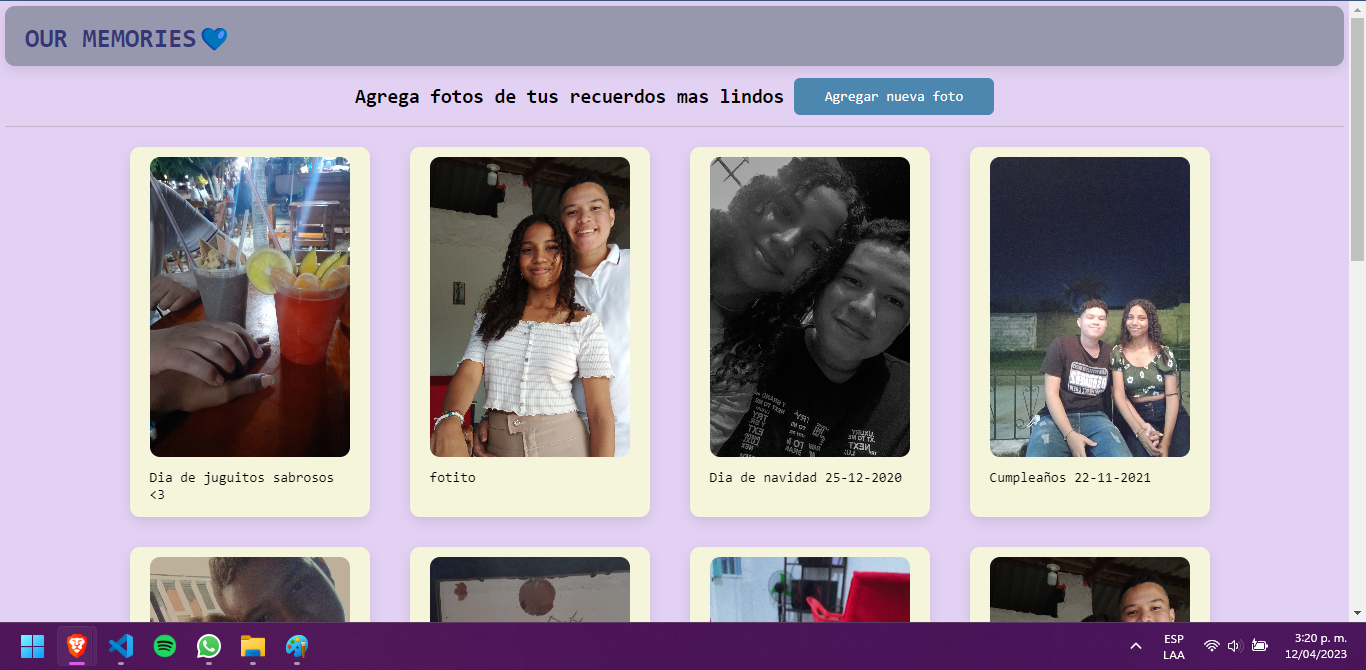 OUR MEMORIES💙
Agrega fotos de tus recuerdos mas lindos
Agregar nueva foto
Dia de juguitos sabrosos
<3
fotito
Dia de navidad 25-12-2020
Cumpleaños 22-11-2021
ESP
LAA
3:20 p. m.
12/04/2023